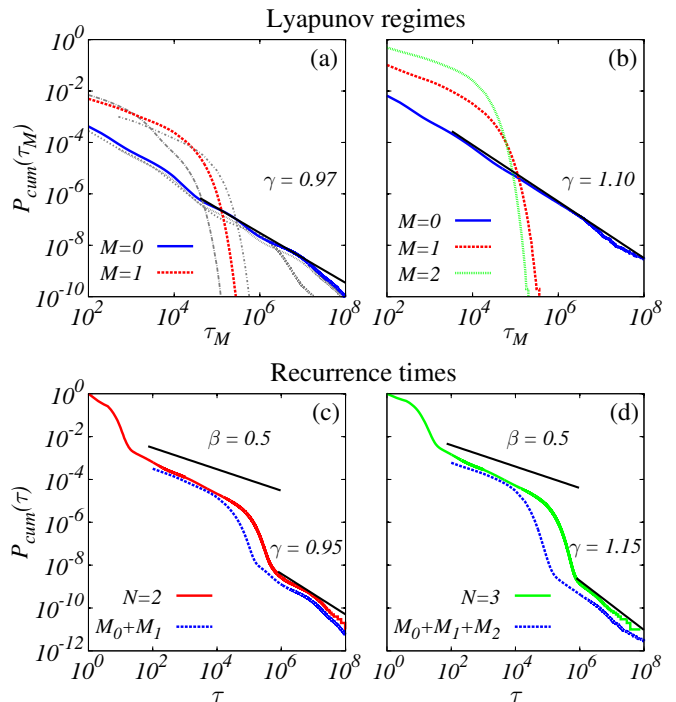 Lyapunov regimes
(a)
(b)
P_cum(τ_M)
10^0
10^-2
10^-4
10^-6
10^-8
10^-10
γ = 0.97
γ = 1.10
M=0
M=1
M=0
M=1
M=2
10^2 10^4 10^6 10^8
10^2 10^4 10^6 10^8
τ_M
τ_M
Recurrence times
(c)
(d)
P_cum(τ)
10^0
10^-2
10^-4
10^-6
10^-8
10^-10
10^-12
β = 0.5
β = 0.5
γ = 0.95
γ = 1.15
N=2
M_0+M_1
N=3
M_0+M_1+M_2
10^0 10^2 10^4 10^6 10^8
10^0 10^2 10^4 10^6 10^8
τ
τ